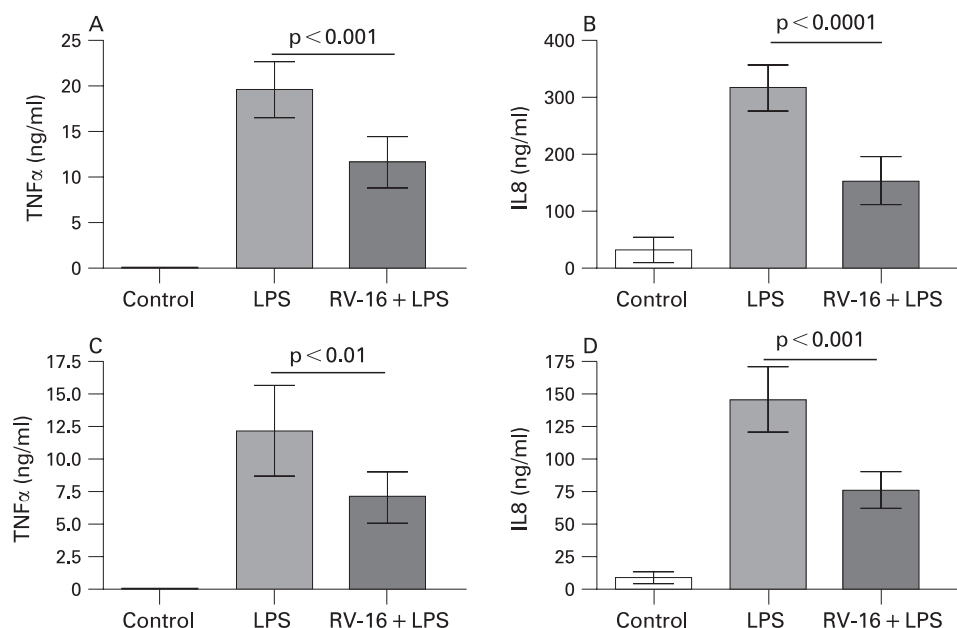 A
p < 0.001
TNFα (ng/ml)
25
20
15
10
5
0
Control
LPS
RV-16 + LPS
B
p < 0.0001
IL8 (ng/ml)
400
300
200
100
0
Control
LPS
RV-16 + LPS
C
p < 0.01
TNFα (ng/ml)
17.5
15.0
12.5
10.0
7.5
5.0
2.5
0
Control
LPS
RV-16 + LPS
D
p < 0.001
IL8 (ng/ml)
175
150
125
100
75
50
25
0
Control
LPS
RV-16 + LPS